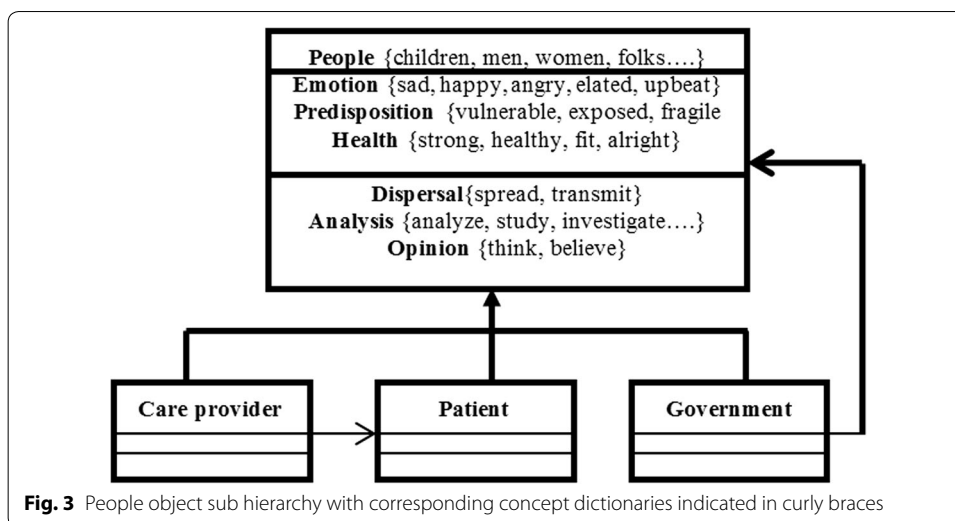 People {children, men, women, folks....}
Emotion {sad, happy, angry, elated, upbeat}
Predisposition {vulnerable, exposed, fragile
Health {strong, healthy, fit, alright}
Dispersal{spread, transmit}
Analysis {analyze, study, investigate....}
Opinion {think, believe}
Care provider
Patient
Government
Fig. 3 People object sub hierarchy with corresponding concept dictionaries indicated in curly braces